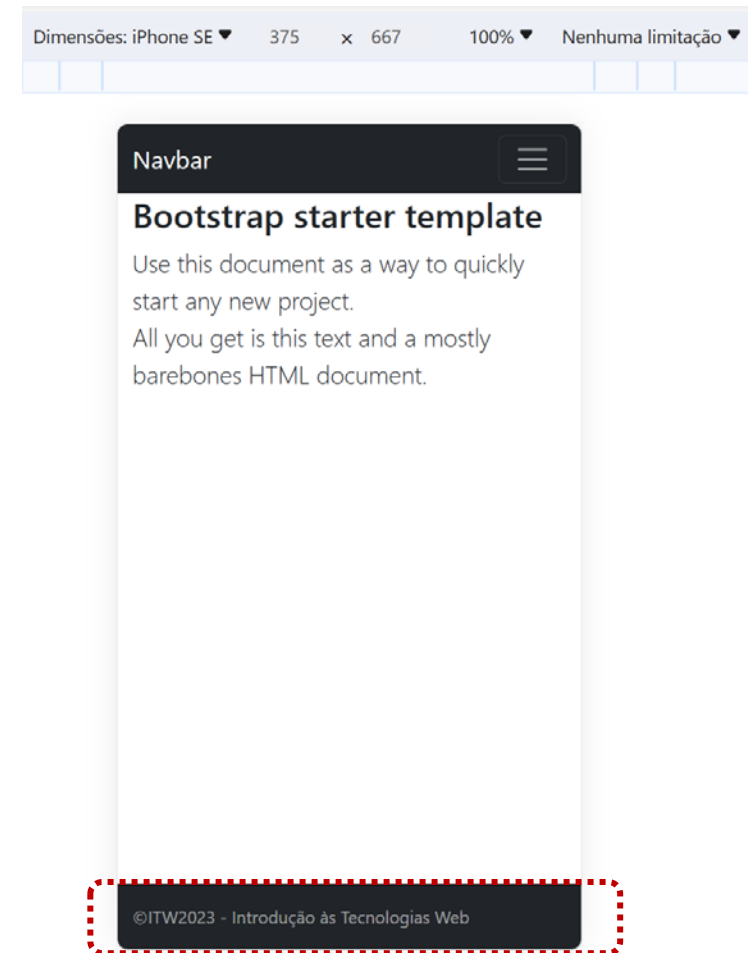 Dimensões: iPhone SE ▼ 375 x 667 100% ▼ Nenhuma limitação ▼
Navbar
Bootstrap starter template
Use this document as a way to quickly
start any new project.
All you get is this text and a mostly
barebones HTML document.
©ITW2023 - Introdução às Tecnologias Web